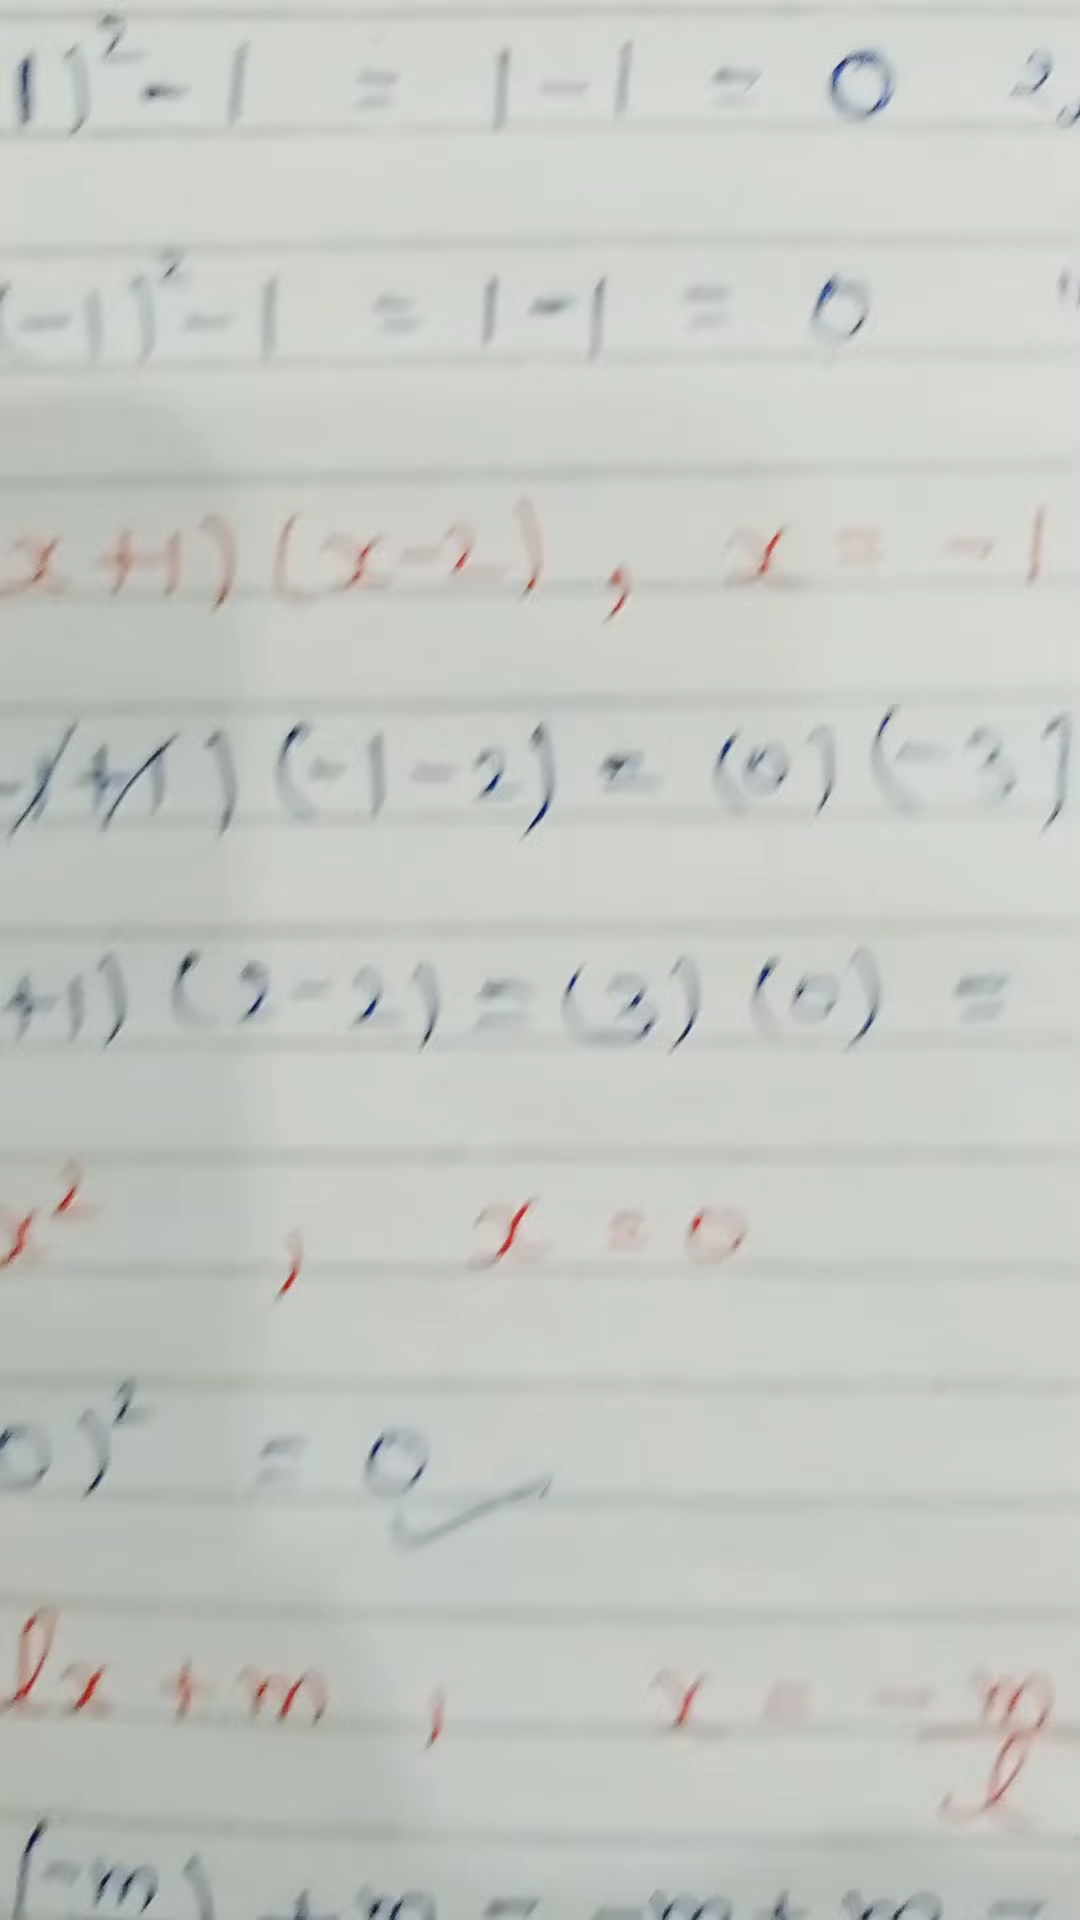 1)² - 1 = 1 - 1 = 0
(-1)² - 1 = 1 - 1 = 0
x+1) (x-2) , x = -1
-1+1) (-1-2) = (0) (-3)
+1) (2-2) = (3) (0) =
x² , x = 0
0)² = 0
lx + m , x = -m/l
(-m) + m = -m + m =